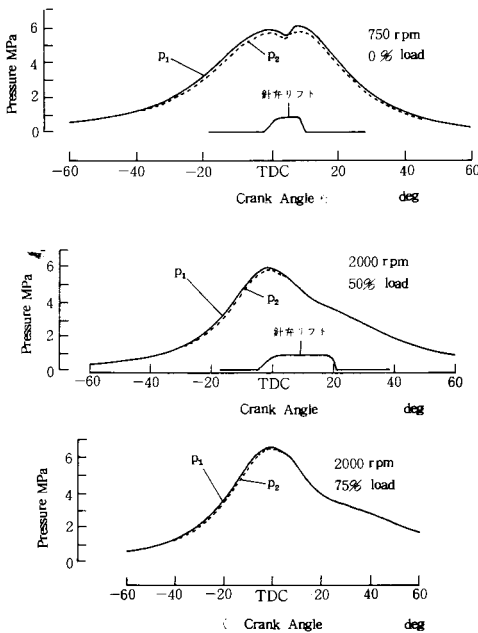 Pressure MPa
6
4
2
0
p₁
p₂
750 rpm
0 % load
針弁リフト
-60
-40
-20
TDC
20
40
60
Crank Angle
deg
Pressure MPa
6
4
2
0
p₁
p₂
2000 rpm
50% load
針弁リフト
-60
-40
-20
TDC
20
40
60
Crank Angle
deg
Pressure MPa
6
4
2
0
p₁
p₂
2000 rpm
75% load
-60
-40
-20
TDC
20
40
60
Crank Angle
deg